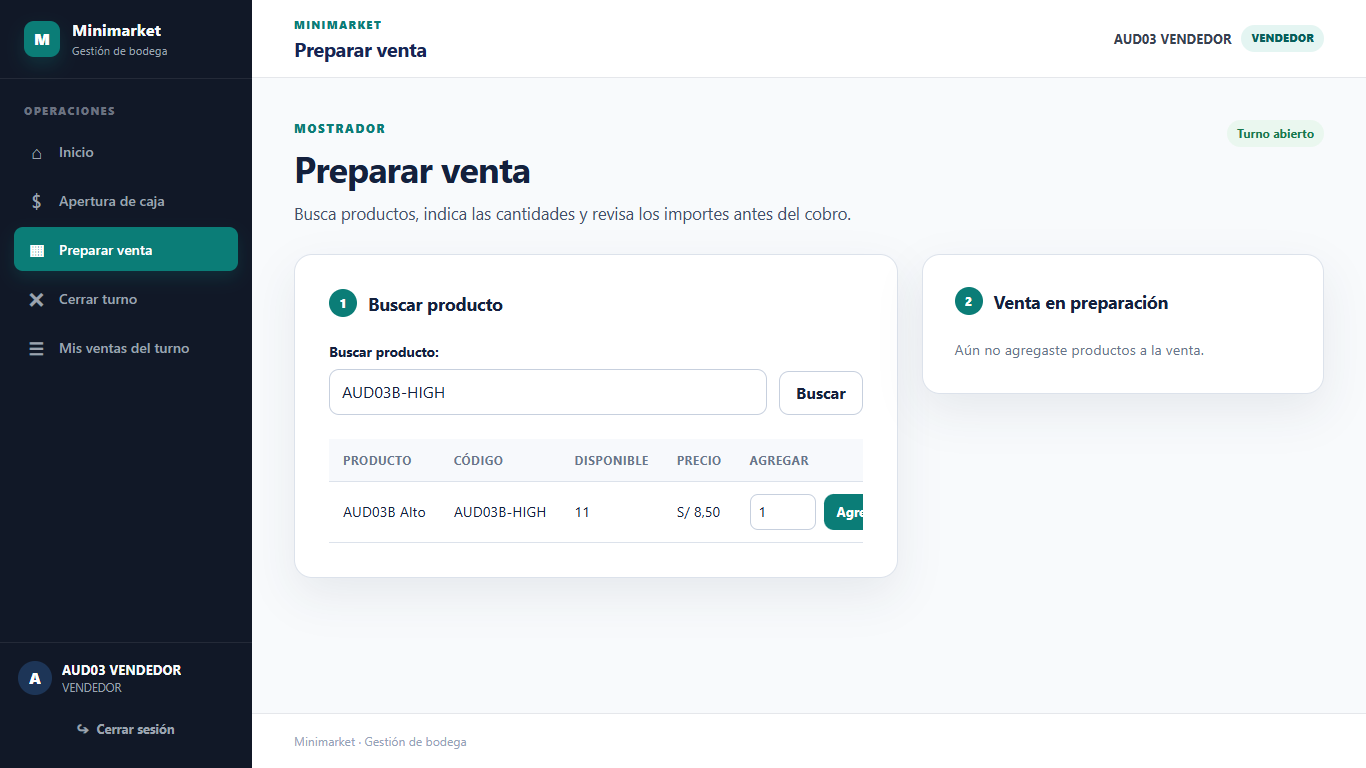 M
Minimarket
Gestión de bodega
OPERACIONES
Inicio
$ Apertura de caja
Preparar venta
Cerrar turno
Mis ventas del turno
A
AUD03 VENDEDOR
VENDEDOR
Cerrar sesión
MINIMARKET
Preparar venta
AUD03 VENDEDOR VENDEDOR
MOSTRADOR
Turno abierto
Preparar venta
Busca productos, indica las cantidades y revisa los importes antes del cobro.
1 Buscar producto
Buscar producto:
AUD03B-HIGH Buscar
PRODUCTO CÓDIGO DISPONIBLE PRECIO AGREGAR
AUD03B Alto AUD03B-HIGH 11 S/ 8,50 1 Agre
2 Venta en preparación
Aún no agregaste productos a la venta.
Minimarket · Gestión de bodega